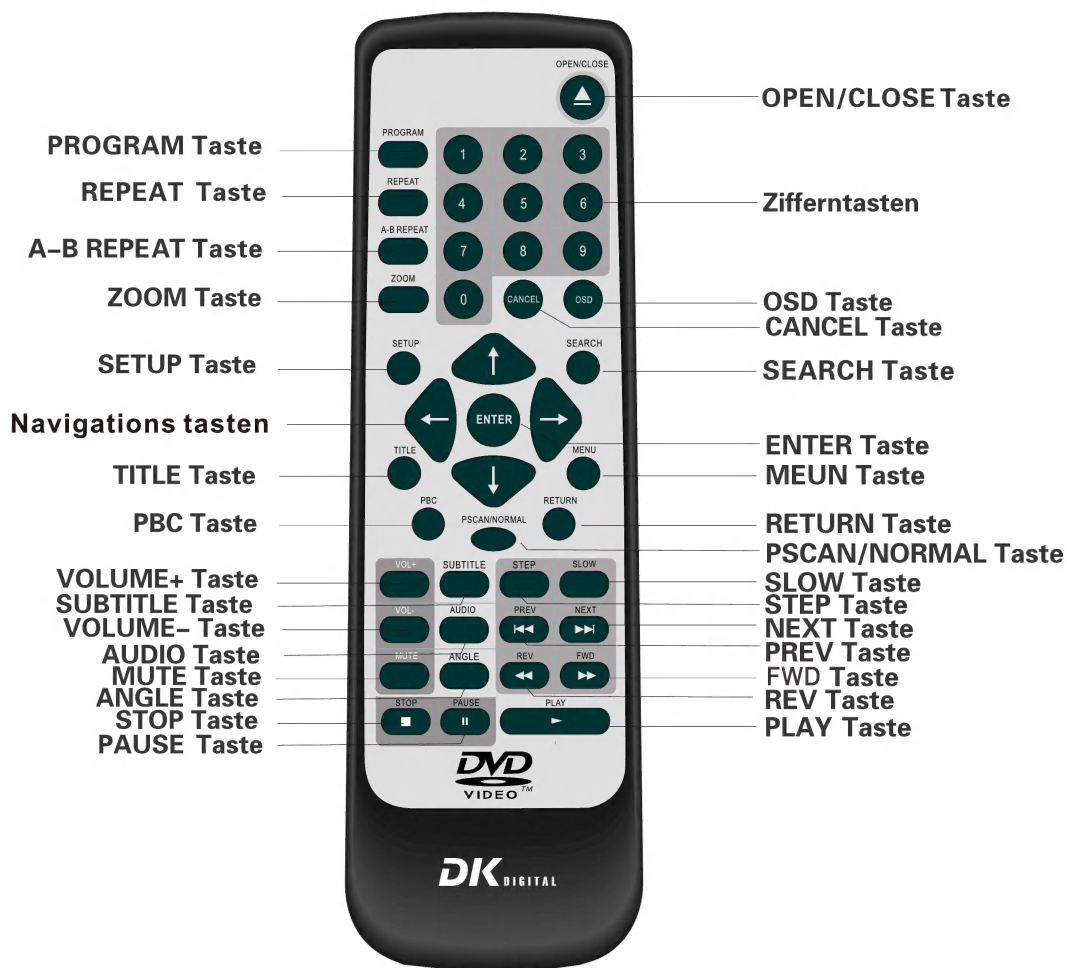 OPEN/CLOSE
OPEN/CLOSE Taste
PROGRAM Taste
PROGRAM
1 2 3
REPEAT Taste
REPEAT
4 5 6
Zifferntasten
A-B REPEAT Taste
A-B REPEAT
7 8 9
ZOOM Taste
ZOOM
0 CANCEL OSD
OSD Taste
CANCEL Taste
SETUP Taste
SETUP
SEARCH
SEARCH Taste
Navigations tasten
ENTER
ENTER Taste
TITLE Taste
TITLE
MENU
MEUN Taste
PBC Taste
PBC
PSCAN/NORMAL
RETURN
RETURN Taste
PSCAN/NORMAL Taste
VOLUME+ Taste
VOL+ SUBTITLE STEP SLOW
SLOW Taste
SUBTITLE Taste
STEP Taste
VOLUME– Taste
VOL- AUDIO PREV NEXT
NEXT Taste
AUDIO Taste
PREV Taste
MUTE Taste
MUTE ANGLE REV FWD
FWD Taste
ANGLE Taste
REV Taste
STOP Taste
STOP PAUSE PLAY
PLAY Taste
PAUSE Taste
DVD
VIDEO TM
DK DIGITAL